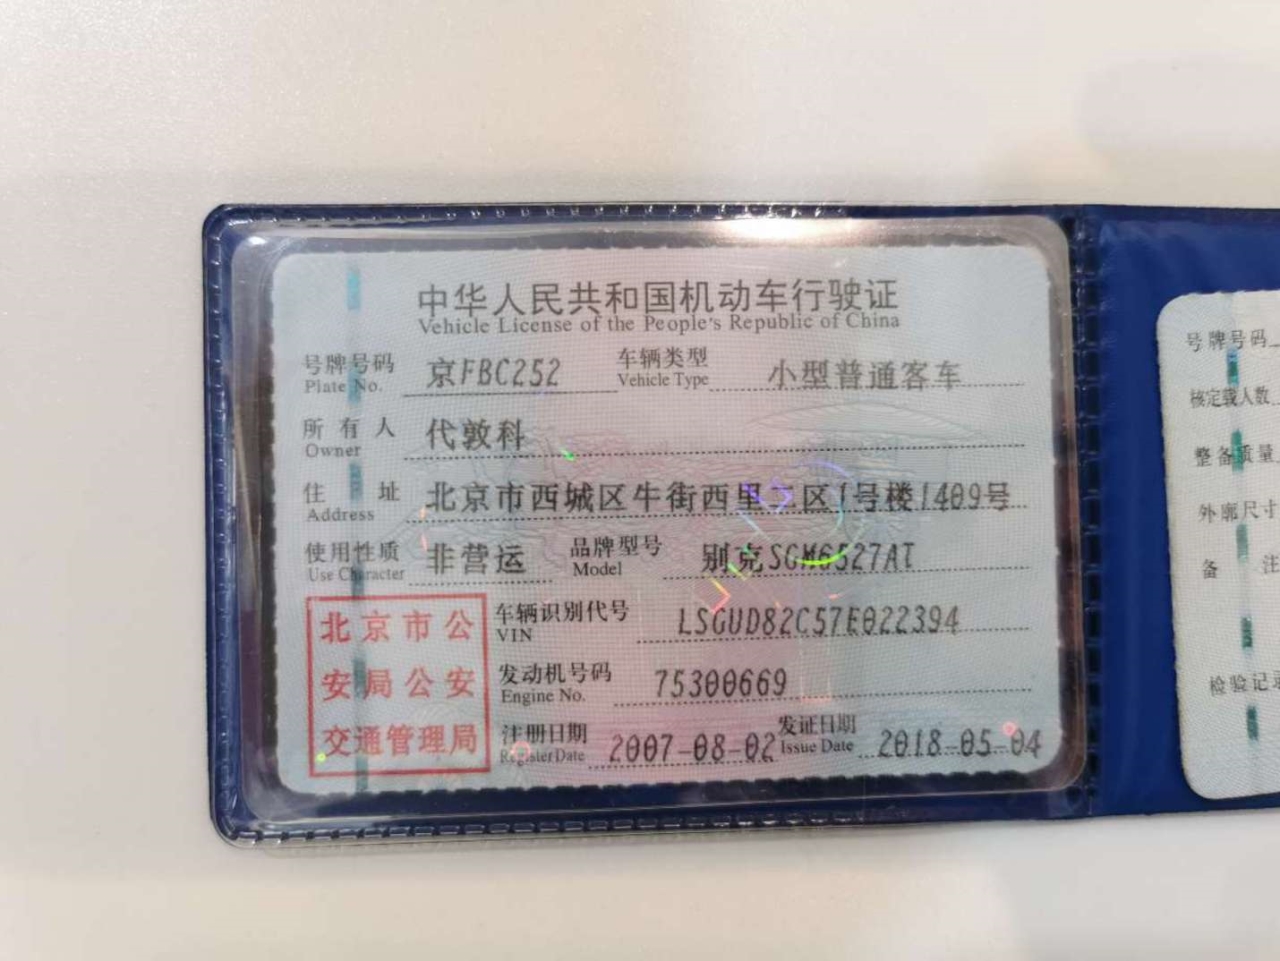 中华人民共和国机动车行驶证
Vehicle License of the People's Republic of China
号牌号码 京FBC252 车辆类型 小型普通客车
Plate No. Vehicle Type
所有人 代敦科
Owner
住址 北京市西城区牛街西里二区1号楼1409号
Address
使用性质 非营运 品牌型号 别克SGM6527AT
Use Character Model
北京市公
安局公安
交通管理局
车辆识别代号 LSGUD82C57E022394
VIN
发动机号码 75300669
Engine No.
注册日期 2007-08-02 发证日期 2018-05-04
Register Date Issue Date
号牌号码
核定载人数
整备质量
外廓尺寸
备注
检验记录